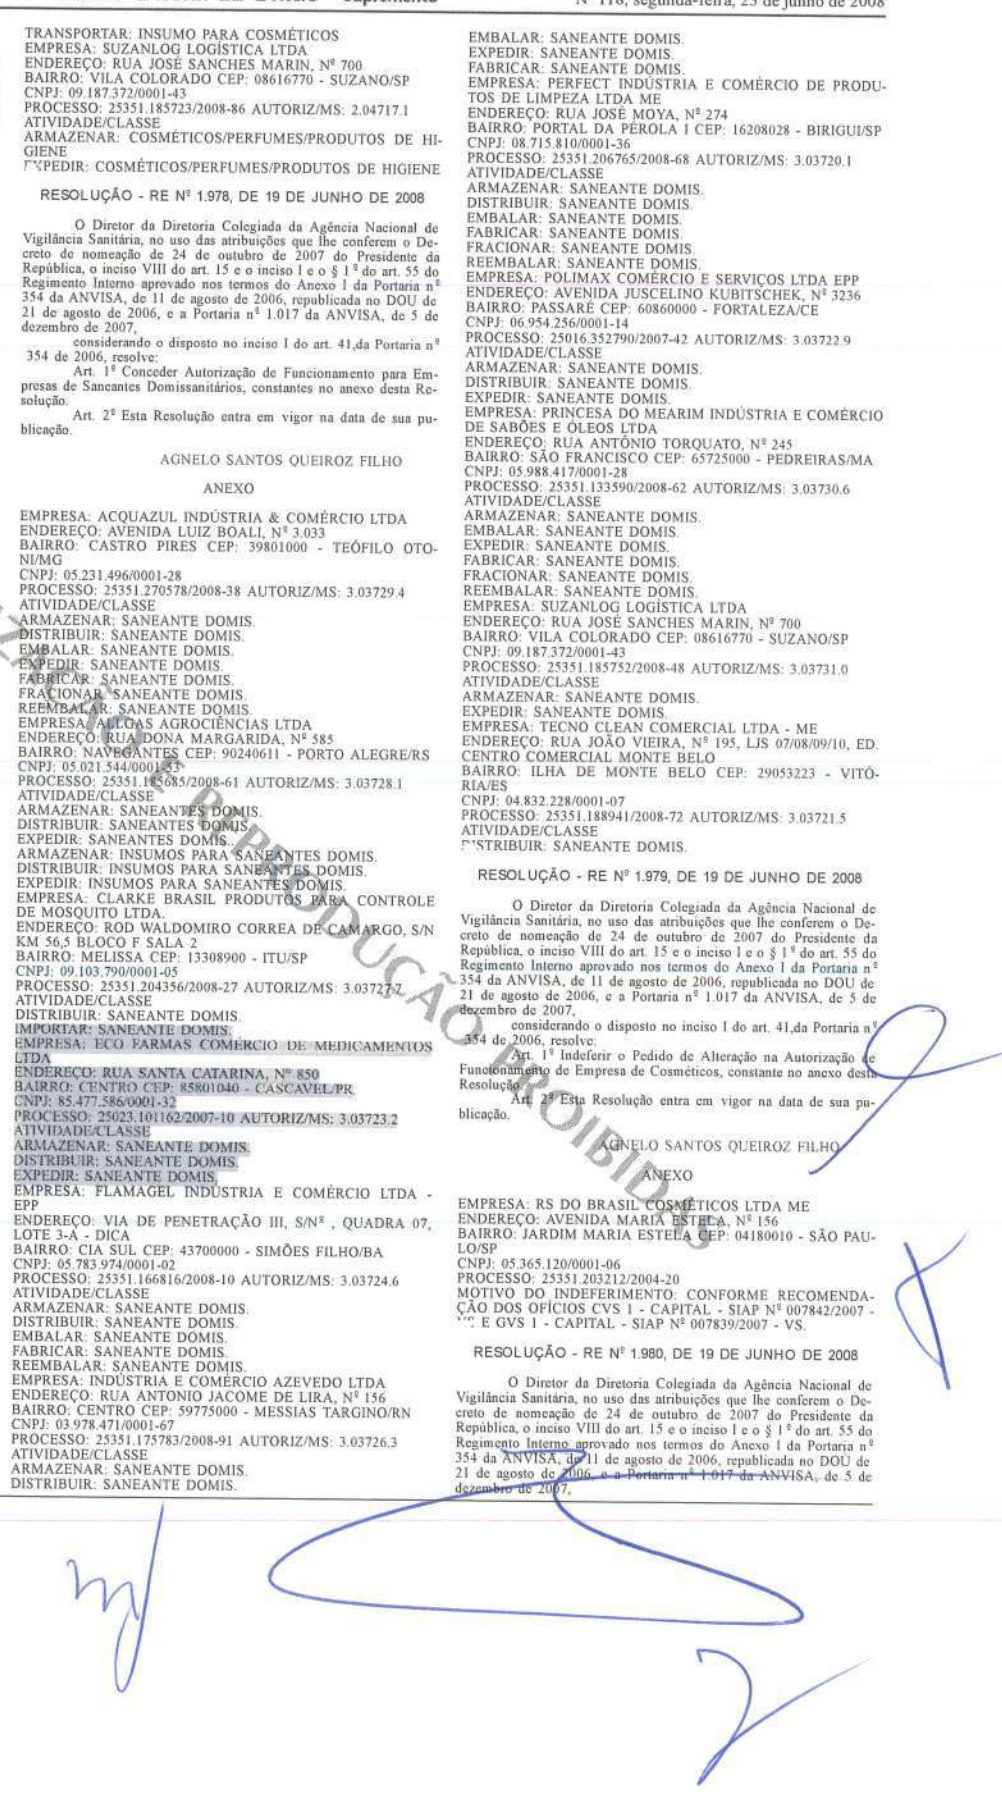 Nº 118, segunda-feira, 23 de junho de 2008
TRANSPORTAR: INSUMO PARA COSMÉTICOS
EMPRESA: SUZANLOG LOGÍSTICA LTDA
ENDEREÇO: RUA JOSÉ SANCHES MARIN, Nº 700
BAIRRO: VILA COLORADO CEP: 08616770 - SUZANO/SP
CNPJ: 09.187.372/0001-43
PROCESSO: 25351.185723/2008-86 AUTORIZ/MS: 2.04717.1
ATIVIDADE/CLASSE
ARMAZENAR: COSMÉTICOS/PERFUMES/PRODUTOS DE HI-
GIENE
EXPEDIR: COSMÉTICOS/PERFUMES/PRODUTOS DE HIGIENE
RESOLUÇÃO - RE Nº 1.978, DE 19 DE JUNHO DE 2008
O Diretor da Diretoria Colegiada da Agência Nacional de
Vigilância Sanitária, no uso das atribuições que lhe conferem o De-
creto de nomeação de 24 de outubro de 2007 do Presidente da
República, o inciso VIII do art. 15 e o inciso I e o § 1º do art. 55 do
Regimento Interno aprovado nos termos do Anexo I da Portaria nº
354 da ANVISA, de 11 de agosto de 2006, republicada no DOU de
21 de agosto de 2006, e a Portaria nº 1.017 da ANVISA, de 5 de
dezembro de 2007,
considerando o disposto no inciso I do art. 41,da Portaria nº
354 de 2006, resolve:
Art. 1º Conceder Autorização de Funcionamento para Em-
presas de Saneantes Domissanitários, constantes no anexo desta Re-
solução.
Art. 2º Esta Resolução entra em vigor na data de sua pu-
blicação.
AGNELO SANTOS QUEIROZ FILHO
ANEXO
EMPRESA: ACQUAZUL INDÚSTRIA & COMÉRCIO LTDA
ENDEREÇO: AVENIDA LUIZ BOALI, Nº 3.033
BAIRRO: CASTRO PIRES CEP: 39801000 - TEÓFILO OTO-
NI/MG
CNPJ: 05.231.496/0001-28
PROCESSO: 25351.270578/2008-38 AUTORIZ/MS: 3.03729.4
ATIVIDADE/CLASSE
ARMAZENAR: SANEANTE DOMIS.
DISTRIBUIR: SANEANTE DOMIS.
EMBALAR: SANEANTE DOMIS.
EXPEDIR: SANEANTE DOMIS.
FABRICAR: SANEANTE DOMIS.
FRACIONAR: SANEANTE DOMIS.
REEMBALAR: SANEANTE DOMIS.
EMPRESA: ALLGAS AGROCIÊNCIAS LTDA
ENDEREÇO: RUA DONA MARGARIDA, Nº 585
BAIRRO: NAVEGANTES CEP: 90240611 - PORTO ALEGRE/RS
CNPJ: 05.021.544/0001-53
PROCESSO: 25351.185685/2008-61 AUTORIZ/MS: 3.03728.1
ATIVIDADE/CLASSE
ARMAZENAR: SANEANTES DOMIS.
DISTRIBUIR: SANEANTES DOMIS.
EXPEDIR: SANEANTES DOMIS..
ARMAZENAR: INSUMOS PARA SANEANTES DOMIS.
DISTRIBUIR: INSUMOS PARA SANEANTES DOMIS.
EXPEDIR: INSUMOS PARA SANEANTES DOMIS.
EMPRESA: CLARKE BRASIL PRODUTOS PARA CONTROLE
DE MOSQUITO LTDA.
ENDEREÇO: ROD WALDOMIRO CORREA DE CAMARGO, S/N
KM 56,5 BLOCO F SALA 2
BAIRRO: MELISSA CEP: 13308900 - ITU/SP
CNPJ: 09.103.790/0001-05
PROCESSO: 25351.204356/2008-27 AUTORIZ/MS: 3.03727.7
ATIVIDADE/CLASSE
DISTRIBUIR: SANEANTE DOMIS.
IMPORTAR: SANEANTE DOMIS.
EMPRESA: ECO FARMAS COMÉRCIO DE MEDICAMENTOS
LTDA
ENDEREÇO: RUA SANTA CATARINA, Nº 850
BAIRRO: CENTRO CEP: 85801040 - CASCAVEL/PR
CNPJ: 85.477.586/0001-32
PROCESSO: 25023.101162/2007-10 AUTORIZ/MS: 3.03723.2
ATIVIDADE/CLASSE
ARMAZENAR: SANEANTE DOMIS.
DISTRIBUIR: SANEANTE DOMIS.
EXPEDIR: SANEANTE DOMIS.
EMPRESA: FLAMAGEL INDÚSTRIA E COMÉRCIO LTDA -
EPP
ENDEREÇO: VIA DE PENETRAÇÃO III, S/Nº , QUADRA 07,
LOTE 3-A - DICA
BAIRRO: CIA SUL CEP: 43700000 - SIMÕES FILHO/BA
CNPJ: 05.783.974/0001-02
PROCESSO: 25351.166816/2008-10 AUTORIZ/MS: 3.03724.6
ATIVIDADE/CLASSE
ARMAZENAR: SANEANTE DOMIS.
DISTRIBUIR: SANEANTE DOMIS.
EMBALAR: SANEANTE DOMIS.
FABRICAR: SANEANTE DOMIS.
REEMBALAR: SANEANTE DOMIS.
EMPRESA: INDÚSTRIA E COMÉRCIO AZEVEDO LTDA
ENDEREÇO: RUA ANTONIO JACOME DE LIRA, Nº 156
BAIRRO: CENTRO CEP: 59775000 - MESSIAS TARGINO/RN
CNPJ: 03.978.471/0001-67
PROCESSO: 25351.175783/2008-91 AUTORIZ/MS: 3.03726.3
ATIVIDADE/CLASSE
ARMAZENAR: SANEANTE DOMIS.
DISTRIBUIR: SANEANTE DOMIS.
EMBALAR: SANEANTE DOMIS.
EXPEDIR: SANEANTE DOMIS.
FABRICAR: SANEANTE DOMIS.
EMPRESA: PERFECT INDÚSTRIA E COMÉRCIO DE PRODU-
TOS DE LIMPEZA LTDA ME
ENDEREÇO: RUA JOSÉ MOYA, Nº 274
BAIRRO: PORTAL DA PÉROLA I CEP: 16208028 - BIRIGUI/SP
CNPJ: 08.715.810/0001-36
PROCESSO: 25351.206765/2008-68 AUTORIZ/MS: 3.03720.1
ATIVIDADE/CLASSE
ARMAZENAR: SANEANTE DOMIS.
DISTRIBUIR: SANEANTE DOMIS.
EMBALAR: SANEANTE DOMIS.
FABRICAR: SANEANTE DOMIS.
FRACIONAR: SANEANTE DOMIS.
REEMBALAR: SANEANTE DOMIS.
EMPRESA: POLIMAX COMÉRCIO E SERVIÇOS LTDA EPP
ENDEREÇO: AVENIDA JUSCELINO KUBITSCHEK, Nº 3236
BAIRRO: PASSARÉ CEP: 60860000 - FORTALEZA/CE
CNPJ: 06.954.256/0001-14
PROCESSO: 25016.352790/2007-42 AUTORIZ/MS: 3.03722.9
ATIVIDADE/CLASSE
ARMAZENAR: SANEANTE DOMIS.
DISTRIBUIR: SANEANTE DOMIS.
EXPEDIR: SANEANTE DOMIS.
EMPRESA: PRINCESA DO MEARIM INDÚSTRIA E COMÉRCIO
DE SABÕES E ÓLEOS LTDA
ENDEREÇO: RUA ANTÔNIO TORQUATO, Nº 245
BAIRRO: SÃO FRANCISCO CEP: 65725000 - PEDREIRAS/MA
CNPJ: 05.988.417/0001-28
PROCESSO: 25351.133590/2008-62 AUTORIZ/MS: 3.03730.6
ATIVIDADE/CLASSE
ARMAZENAR: SANEANTE DOMIS.
EMBALAR: SANEANTE DOMIS.
EXPEDIR: SANEANTE DOMIS.
FABRICAR: SANEANTE DOMIS.
FRACIONAR: SANEANTE DOMIS.
REEMBALAR: SANEANTE DOMIS.
EMPRESA: SUZANLOG LOGÍSTICA LTDA
ENDEREÇO: RUA JOSÉ SANCHES MARIN, Nº 700
BAIRRO: VILA COLORADO CEP: 08616770 - SUZANO/SP
CNPJ: 09.187.372/0001-43
PROCESSO: 25351.185752/2008-48 AUTORIZ/MS: 3.03731.0
ATIVIDADE/CLASSE
ARMAZENAR: SANEANTE DOMIS.
EXPEDIR: SANEANTE DOMIS.
EMPRESA: TECNO CLEAN COMERCIAL LTDA - ME
ENDEREÇO: RUA JOÃO VIEIRA, Nº 195, LJS 07/08/09/10, ED.
CENTRO COMERCIAL MONTE BELO
BAIRRO: ILHA DE MONTE BELO CEP: 29053223 - VITÓ-
RIA/ES
CNPJ: 04.832.228/0001-07
PROCESSO: 25351.188941/2008-72 AUTORIZ/MS: 3.03721.5
ATIVIDADE/CLASSE
DISTRIBUIR: SANEANTE DOMIS.
RESOLUÇÃO - RE Nº 1.979, DE 19 DE JUNHO DE 2008
O Diretor da Diretoria Colegiada da Agência Nacional de
Vigilância Sanitária, no uso das atribuições que lhe conferem o De-
creto de nomeação de 24 de outubro de 2007 do Presidente da
República, o inciso VIII do art. 15 e o inciso I e o § 1º do art. 55 do
Regimento Interno aprovado nos termos do Anexo I da Portaria nº
354 da ANVISA, de 11 de agosto de 2006, republicada no DOU de
21 de agosto de 2006, e a Portaria nº 1.017 da ANVISA, de 5 de
dezembro de 2007,
considerando o disposto no inciso I do art. 41,da Portaria nº
354 de 2006, resolve:
Art. 1º Indeferir o Pedido de Alteração na Autorização de
Funcionamento de Empresa de Cosméticos, constante no anexo desta
Resolução.
Art. 2º Esta Resolução entra em vigor na data de sua pu-
blicação.
AGNELO SANTOS QUEIROZ FILHO
ANEXO
EMPRESA: RS DO BRASIL COSMÉTICOS LTDA ME
ENDEREÇO: AVENIDA MARIA ESTELA, Nº 156
BAIRRO: JARDIM MARIA ESTELA CEP: 04180010 - SÃO PAU-
LO/SP
CNPJ: 05.365.120/0001-06
PROCESSO: 25351.203212/2004-20
MOTIVO DO INDEFERIMENTO: CONFORME RECOMENDA-
ÇÃO DOS OFÍCIOS CVS 1 - CAPITAL - SIAP Nº 007842/2007 -
E GVS 1 - CAPITAL - SIAP Nº 007839/2007 - VS.
RESOLUÇÃO - RE Nº 1.980, DE 19 DE JUNHO DE 2008
O Diretor da Diretoria Colegiada da Agência Nacional de
Vigilância Sanitária, no uso das atribuições que lhe conferem o De-
creto de nomeação de 24 de outubro de 2007 do Presidente da
República, o inciso VIII do art. 15 e o inciso I e o § 1º do art. 55 do
Regimento Interno aprovado nos termos do Anexo I da Portaria nº
354 da ANVISA, de 11 de agosto de 2006, republicada no DOU de
21 de agosto de 2006, e a Portaria nº 1.017 da ANVISA, de 5 de
dezembro de 2007,
E REPRODUÇÃO PROIBIDAS